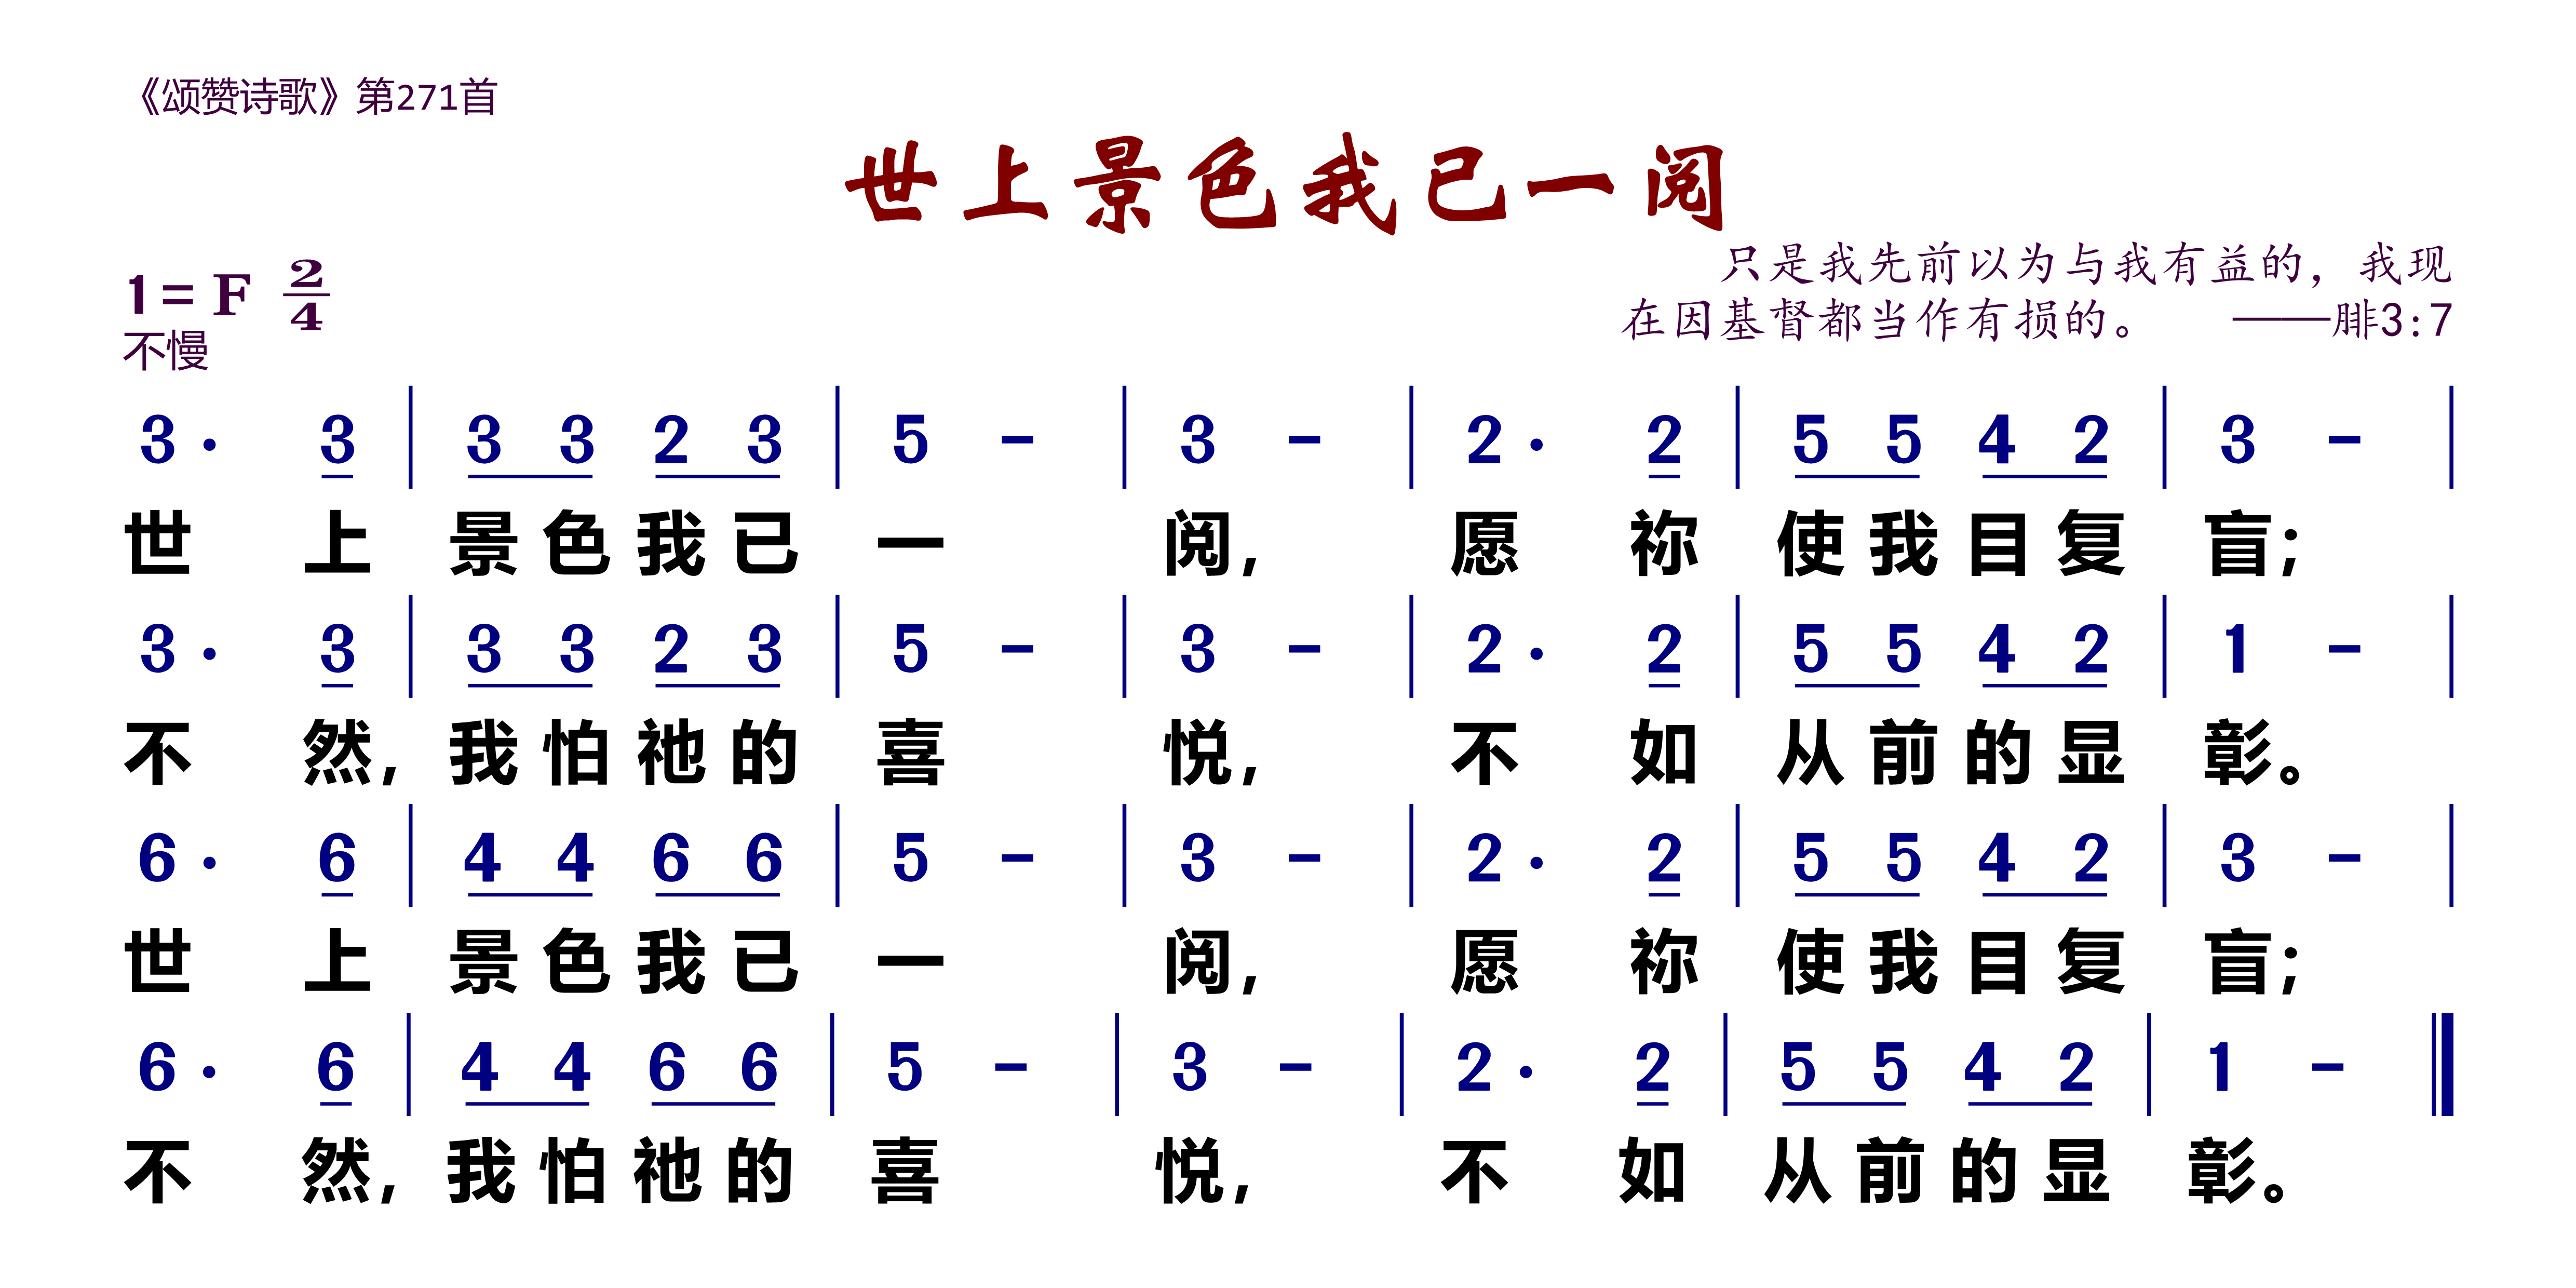 《颂赞诗歌》第271首
世上景色我已一阅
1= F 2/4
只是我先前以为与我有益的，我现
在因基督都当作有损的。 ——腓3:7
不慢
3· 3 | 3 3 2 3 | 5 - | 3 - | 2· 2 | 5 5 4 2 | 3 - |
世 上 景 色 我 已 一 阅， 愿 祢 使 我 目 复 盲；
3· 3 | 3 3 2 3 | 5 - | 3 - | 2· 2 | 5 5 4 2 | 1 - |
不 然， 我 怕 祂 的 喜 悦， 不 如 从 前 的 显 彰。
6· 6 | 4 4 6 6 | 5 - | 3 - | 2· 2 | 5 5 4 2 | 3 - |
世 上 景 色 我 已 一 阅， 愿 祢 使 我 目 复 盲；
6· 6 | 4 4 6 6 | 5 - | 3 - | 2· 2 | 5 5 4 2 | 1 - ‖
不 然， 我 怕 祂 的 喜 悦， 不 如 从 前 的 显 彰。